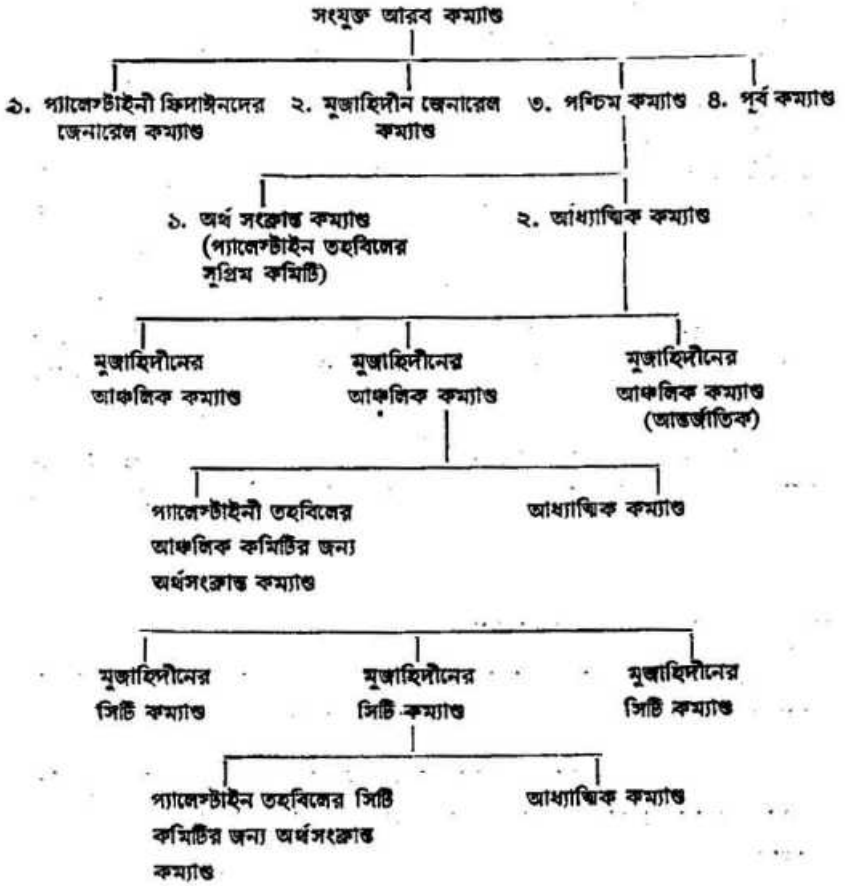 সংযুক্ত আরব কম্যাণ্ড
১. প্যালেস্টাইনী ফিদাঈনদের
জেনারেল কম্যাণ্ড
২. মুজাহিদীন জেনারেল
কম্যাণ্ড
৩. পশ্চিম কম্যাণ্ড
৪. পূর্ব কম্যাণ্ড
১. অর্থ সংক্রান্ত কম্যাণ্ড
(প্যালেস্টাইন তহবিলের
সুপ্রিম কমিটি)
২. আধ্যাত্মিক কম্যাণ্ড
মুজাহিদীনের
আঞ্চলিক কম্যাণ্ড
মুজাহিদীনের
আঞ্চলিক কম্যাণ্ড
মুজাহিদীনের
আঞ্চলিক কম্যাণ্ড
(আন্তর্জাতিক)
প্যালেস্টাইনী তহবিলের
আঞ্চলিক কমিটির জন্য
অর্থসংক্রান্ত কম্যাণ্ড
আধ্যাত্মিক কম্যাণ্ড
মুজাহিদীনের
সিটি কম্যাণ্ড
মুজাহিদীনের
সিটি কম্যাণ্ড
মুজাহিদীনের
সিটি কম্যাণ্ড
প্যালেস্টাইন তহবিলের সিটি
কমিটির জন্য অর্থসংক্রান্ত
কম্যাণ্ড
আধ্যাত্মিক কম্যাণ্ড